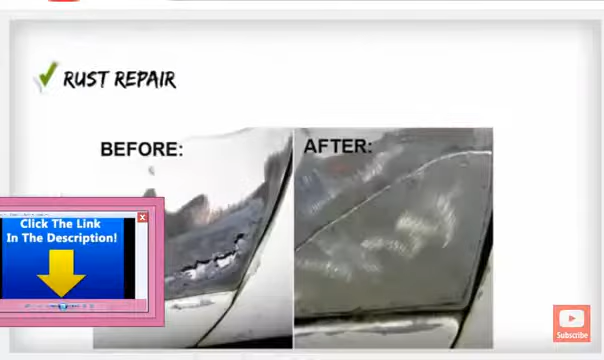 RUST REPAIR
BEFORE:
AFTER:
Click The Link
In The Description!
Subscribe